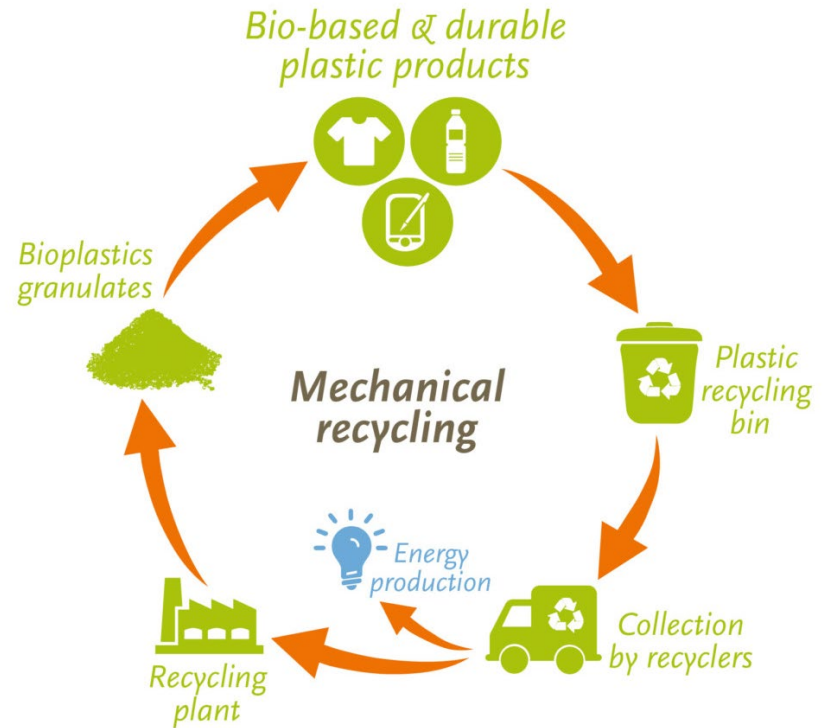 Bio-based & durable
plastic products
Bioplastics
granulates
Plastic
recycling
bin
Mechanical
recycling
Energy
production
Collection
by recyclers
Recycling
plant